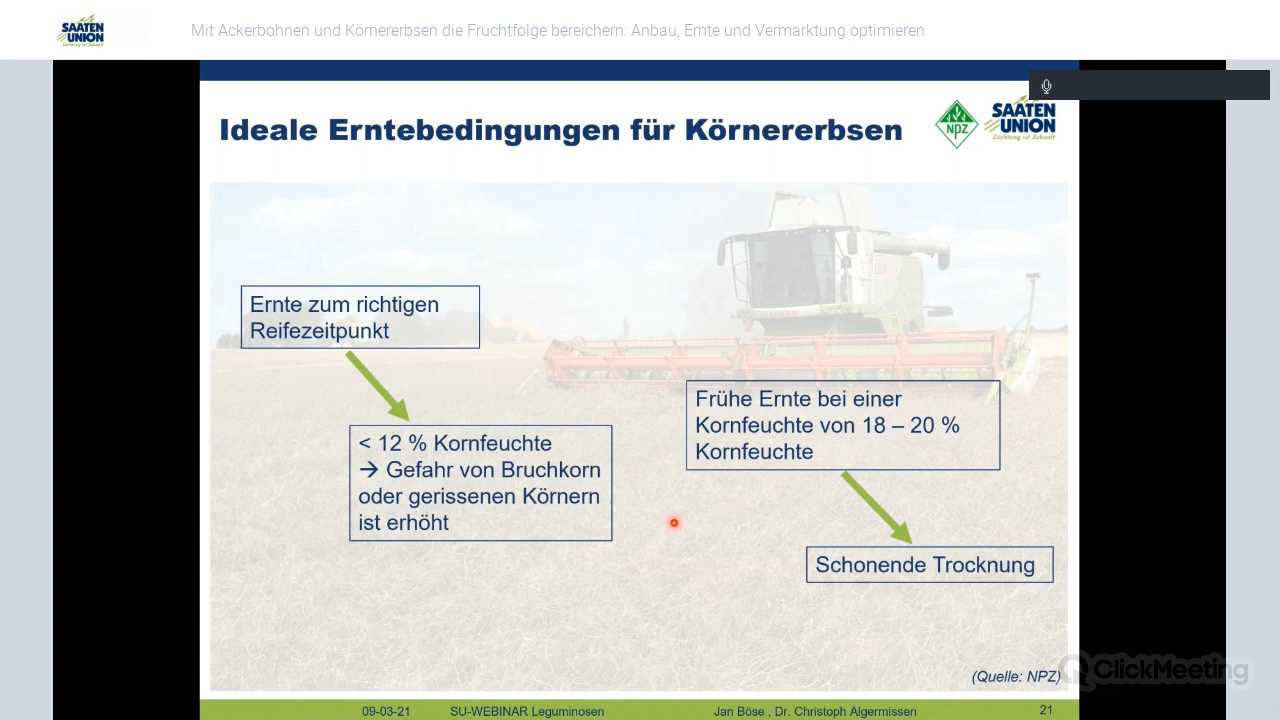 SAATEN
UNION
Züchtung ist Zukunft
Mit Ackerbohnen und Körnererbsen die Fruchtfolge bereichern: Anbau, Ernte und Vermarktung optimieren
Ideale Erntebedingungen für Körnererbsen
NPZ
SAATEN
UNION
Züchtung ist Zukunft
Ernte zum richtigen
Reifezeitpunkt
< 12 % Kornfeuchte
→ Gefahr von Bruchkorn
oder gerissenen Körnern
ist erhöht
Frühe Ernte bei einer
Kornfeuchte von 18 – 20 %
Kornfeuchte
Schonende Trocknung
(Quelle: NPZ)
ClickMeeting
09-03-21 SU-WEBINAR Leguminosen Jan Böse , Dr. Christoph Algermissen 21